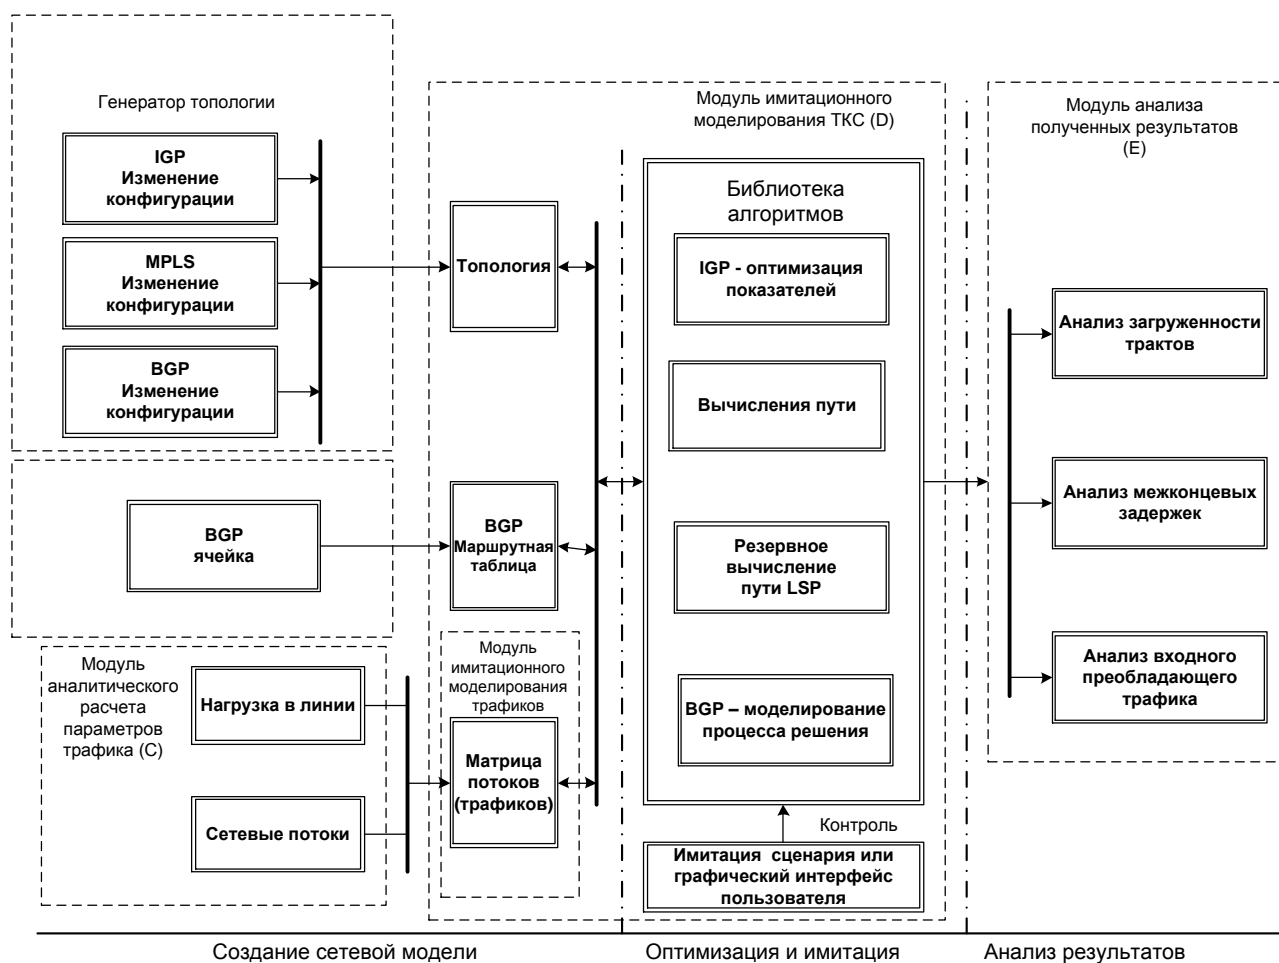 Генератор топологии
IGP
Изменение
конфигурации
MPLS
Изменение
конфигурации
BGP
Изменение
конфигурации
BGP
ячейка
Модуль
аналитического
расчета
параметров
трафика (C)
Нагрузка в линии
Сетевые потоки
Топология
BGP
Маршрутная
таблица
Модуль
имитационного
моделирования
трафиков
Матрица
потоков
(трафиков)
Модуль имитационного
моделирования ТКС (D)
Библиотека
алгоритмов
IGP - оптимизация
показателей
Вычисления пути
Резервное
вычисление
пути LSP
BGP – моделирование
процесса решения
Контроль
Имитация сценария или
графический интерфейс
пользователя
Модуль анализа
полученных результатов
(E)
Анализ загруженности
трактов
Анализ межконцевых
задержек
Анализ входного
преобладающего
трафика
Создание сетевой модели
Оптимизация и имитация
Анализ результатов